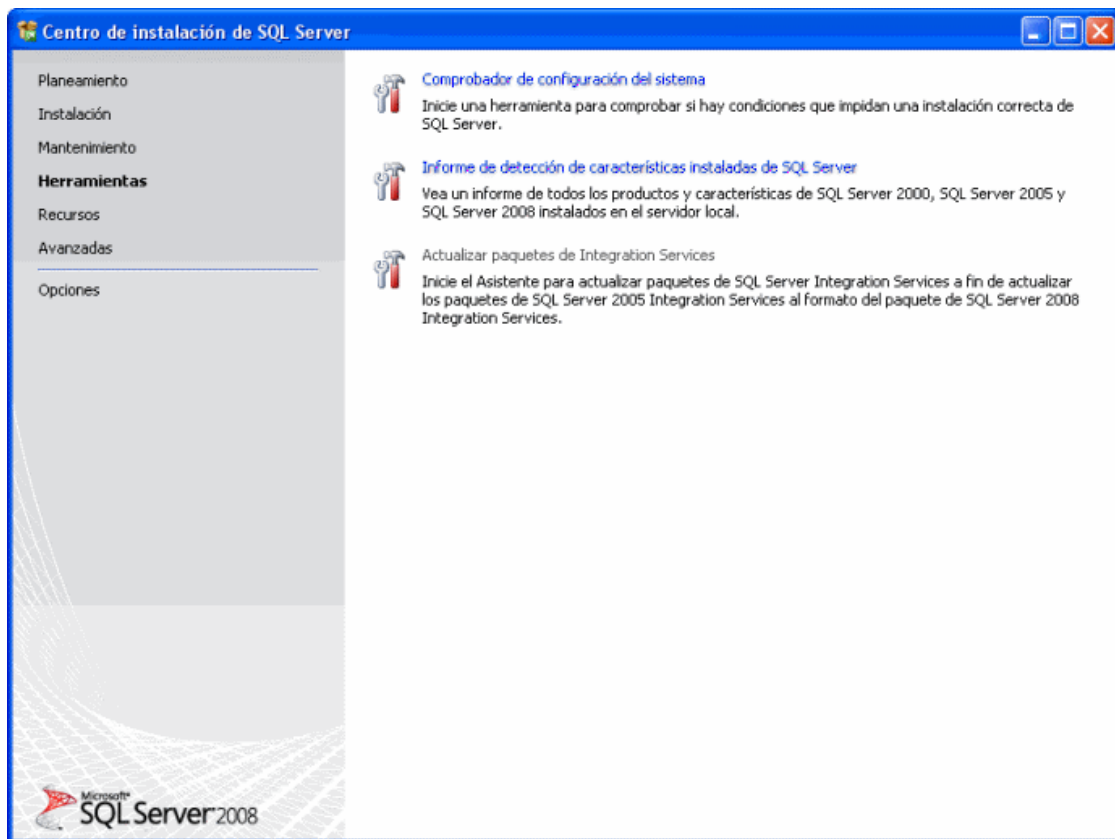 Centro de instalación de SQL Server
Planeamiento
Instalación
Mantenimiento
Herramientas
Recursos
Avanzadas
Opciones
Comprobador de configuración del sistema
Inicie una herramienta para comprobar si hay condiciones que impidan una instalación correcta de
SQL Server.
Informe de detección de características instaladas de SQL Server
Vea un informe de todos los productos y características de SQL Server 2000, SQL Server 2005 y
SQL Server 2008 instalados en el servidor local.
Actualizar paquetes de Integration Services
Inicie el Asistente para actualizar paquetes de SQL Server Integration Services a fin de actualizar
los paquetes de SQL Server 2005 Integration Services al formato del paquete de SQL Server 2008
Integration Services.
Microsoft
SQL Server 2008